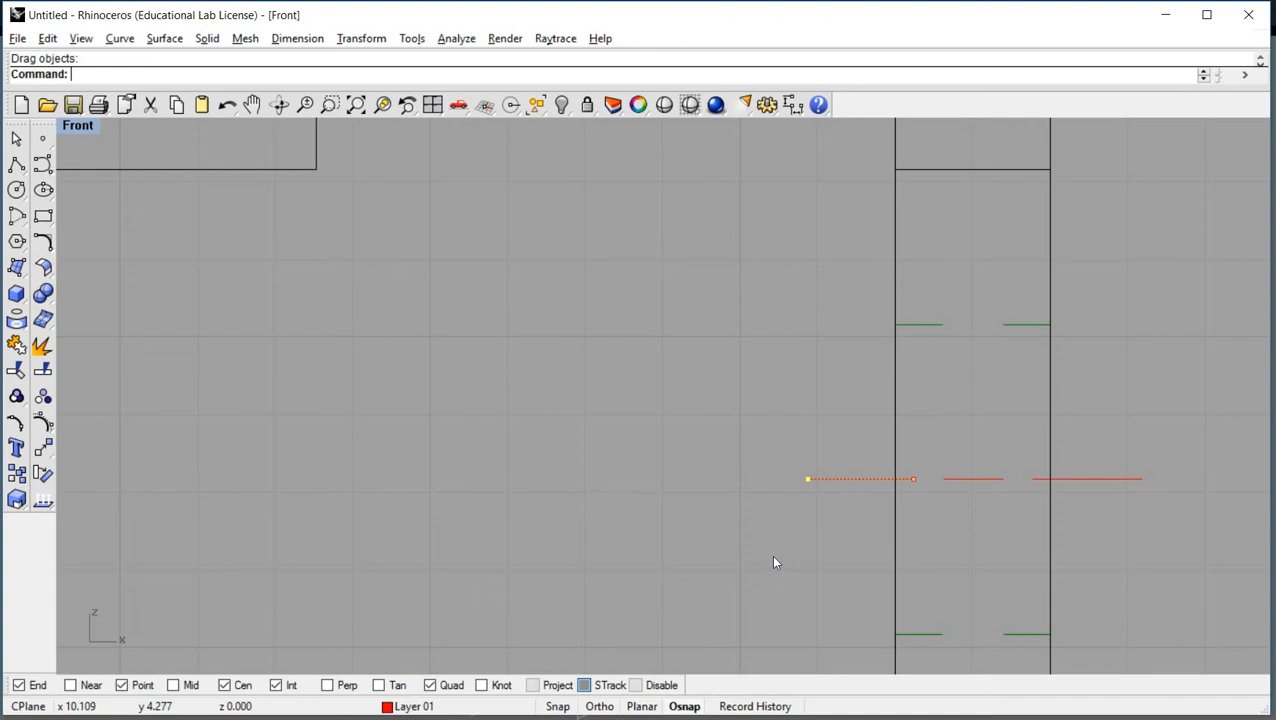 Untitled - Rhinoceros (Educational Lab License) - [Front]
File Edit View Curve Surface Solid Mesh Dimension Transform Tools Analyze Render Raytrace Help
Drag objects:
Command:
Front
z
x
End Near Point Mid Cen Int Perp Tan Quad Knot Project STrack Disable
CPlane x 10.109 y 4.277 z 0.000 Layer 01 Snap Ortho Planar Osnap Record History